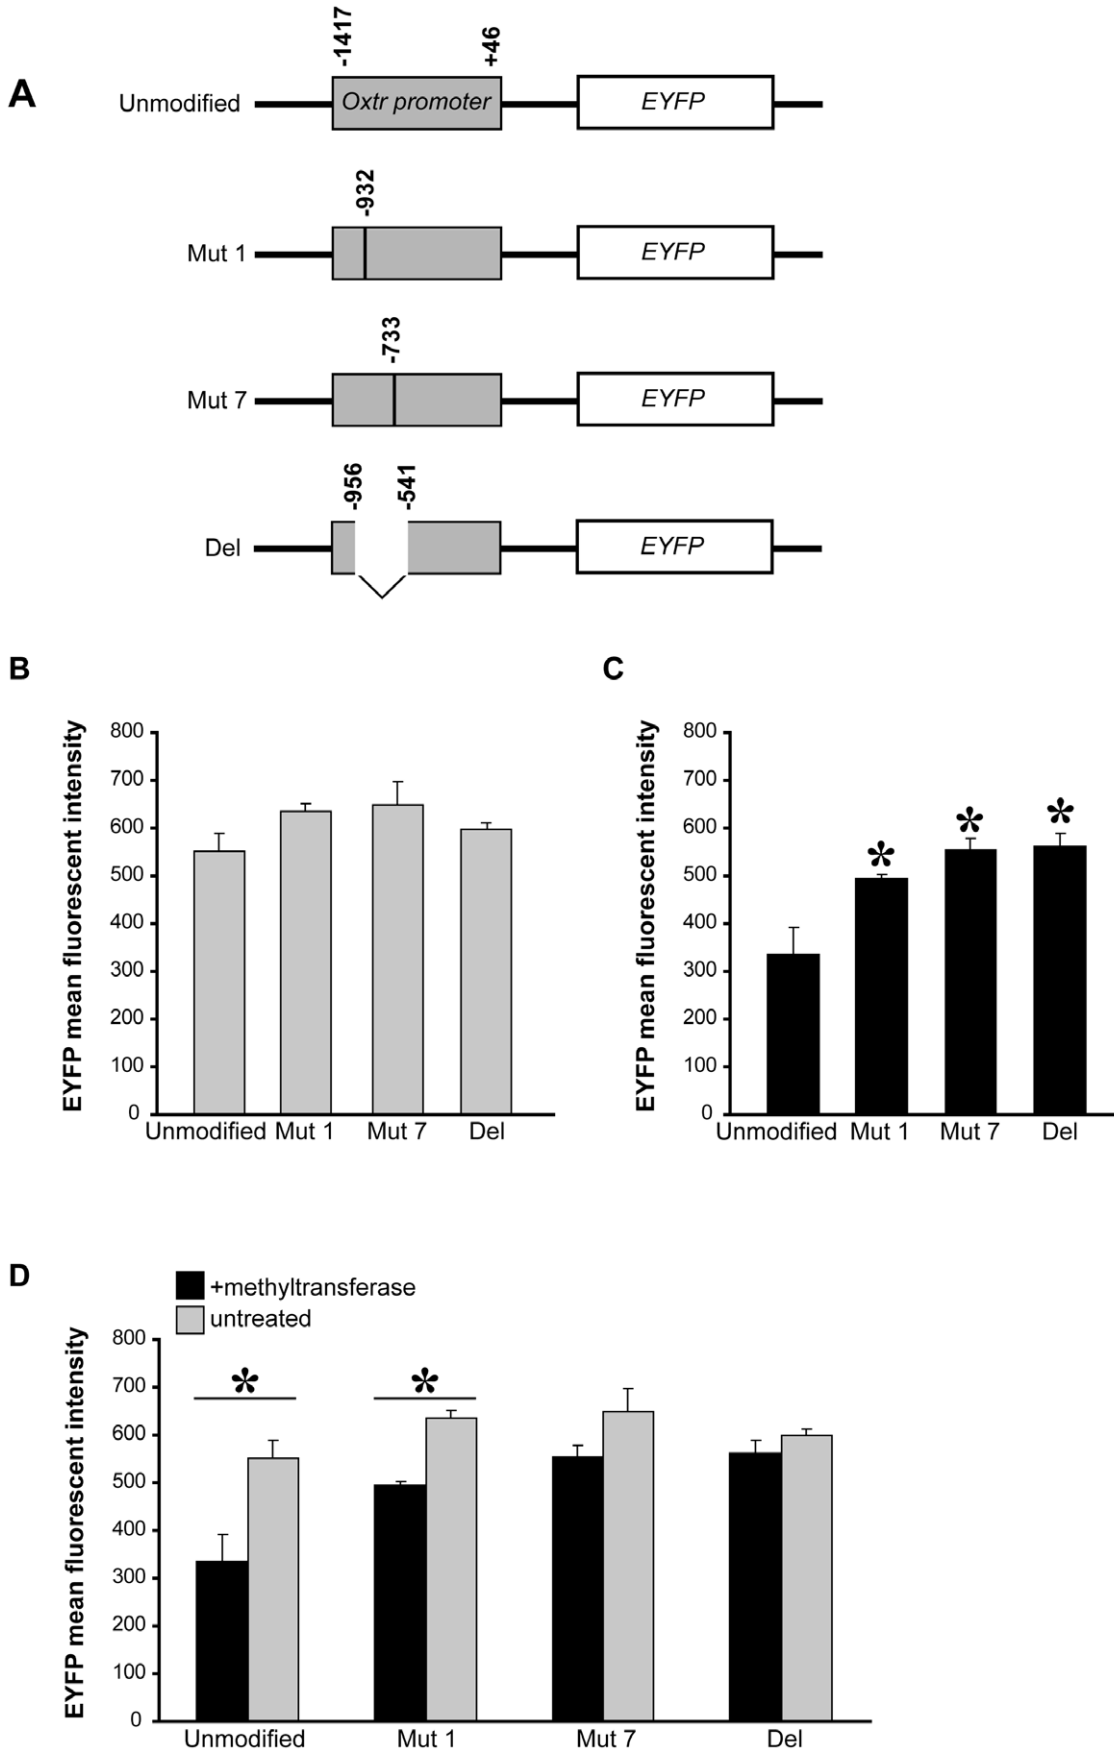 A
-1417
+46
Unmodified
Oxtr promoter
EYFP
-932
Mut 1
EYFP
-733
Mut 7
EYFP
-956
-541
Del
EYFP
B
EYFP mean fluorescent intensity
800
700
600
500
400
300
200
100
0
Unmodified Mut 1 Mut 7 Del
C
EYFP mean fluorescent intensity
800
700
600
500
400
300
200
100
0
* * *
Unmodified Mut 1 Mut 7 Del
D
+methyltransferase
untreated
EYFP mean fluorescent intensity
800
700
600
500
400
300
200
100
0
* *
Unmodified Mut 1 Mut 7 Del